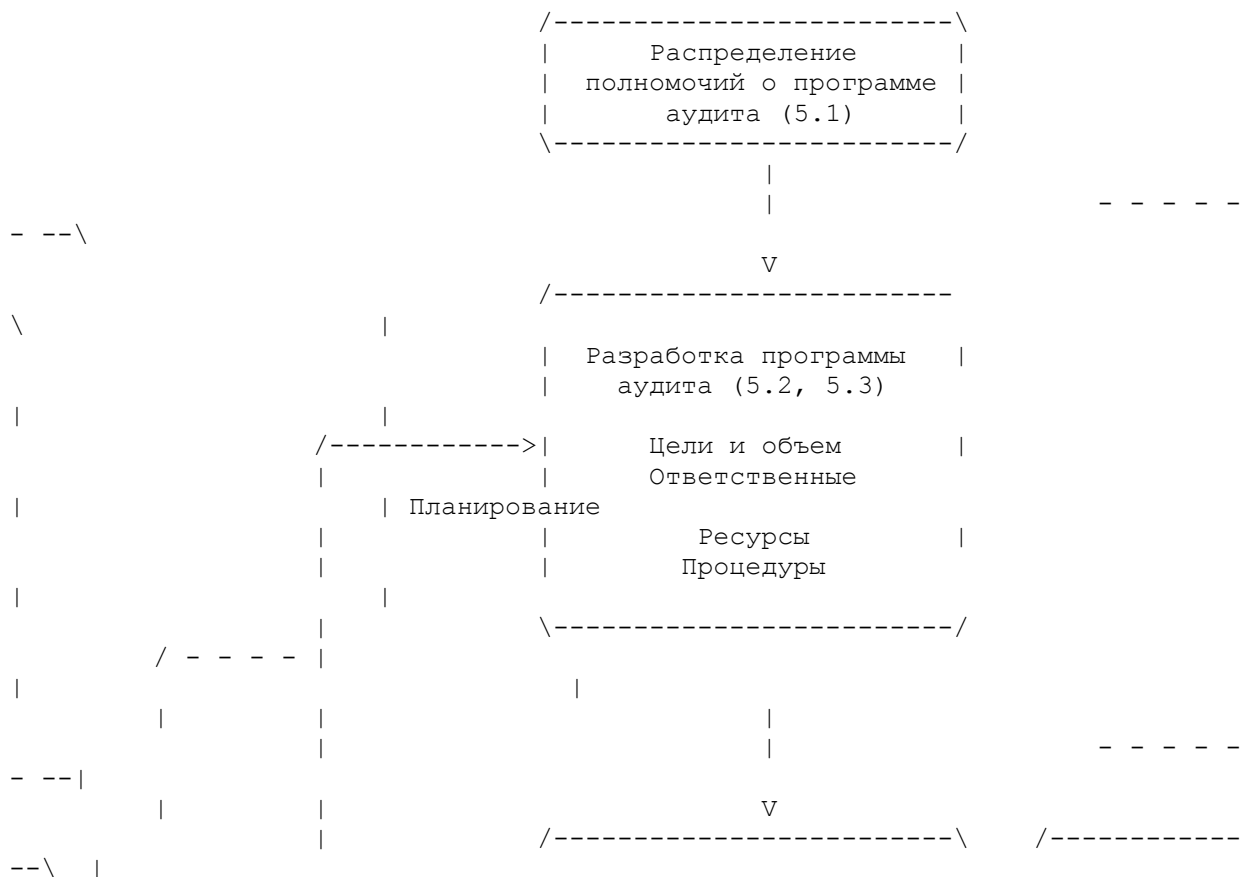 Распределение
полномочий о программе
аудита (5.1)
V
Разработка программы
аудита (5.2, 5.3)
Цели и объем
Ответственные
Планирование
Ресурсы
Процедуры
V